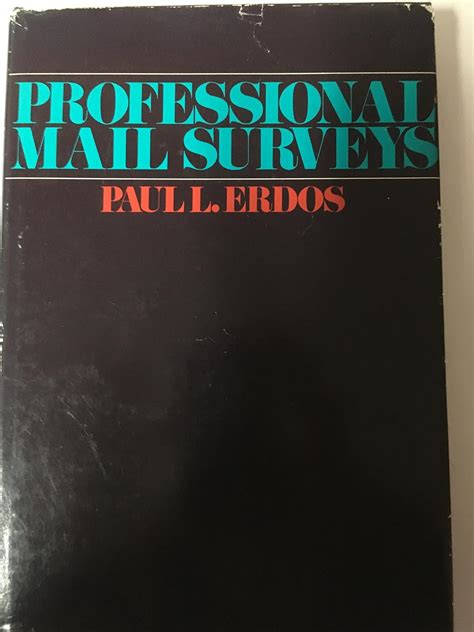 PROFESSIONAL
MAIL SURVEYS
PAUL L. ERDOS